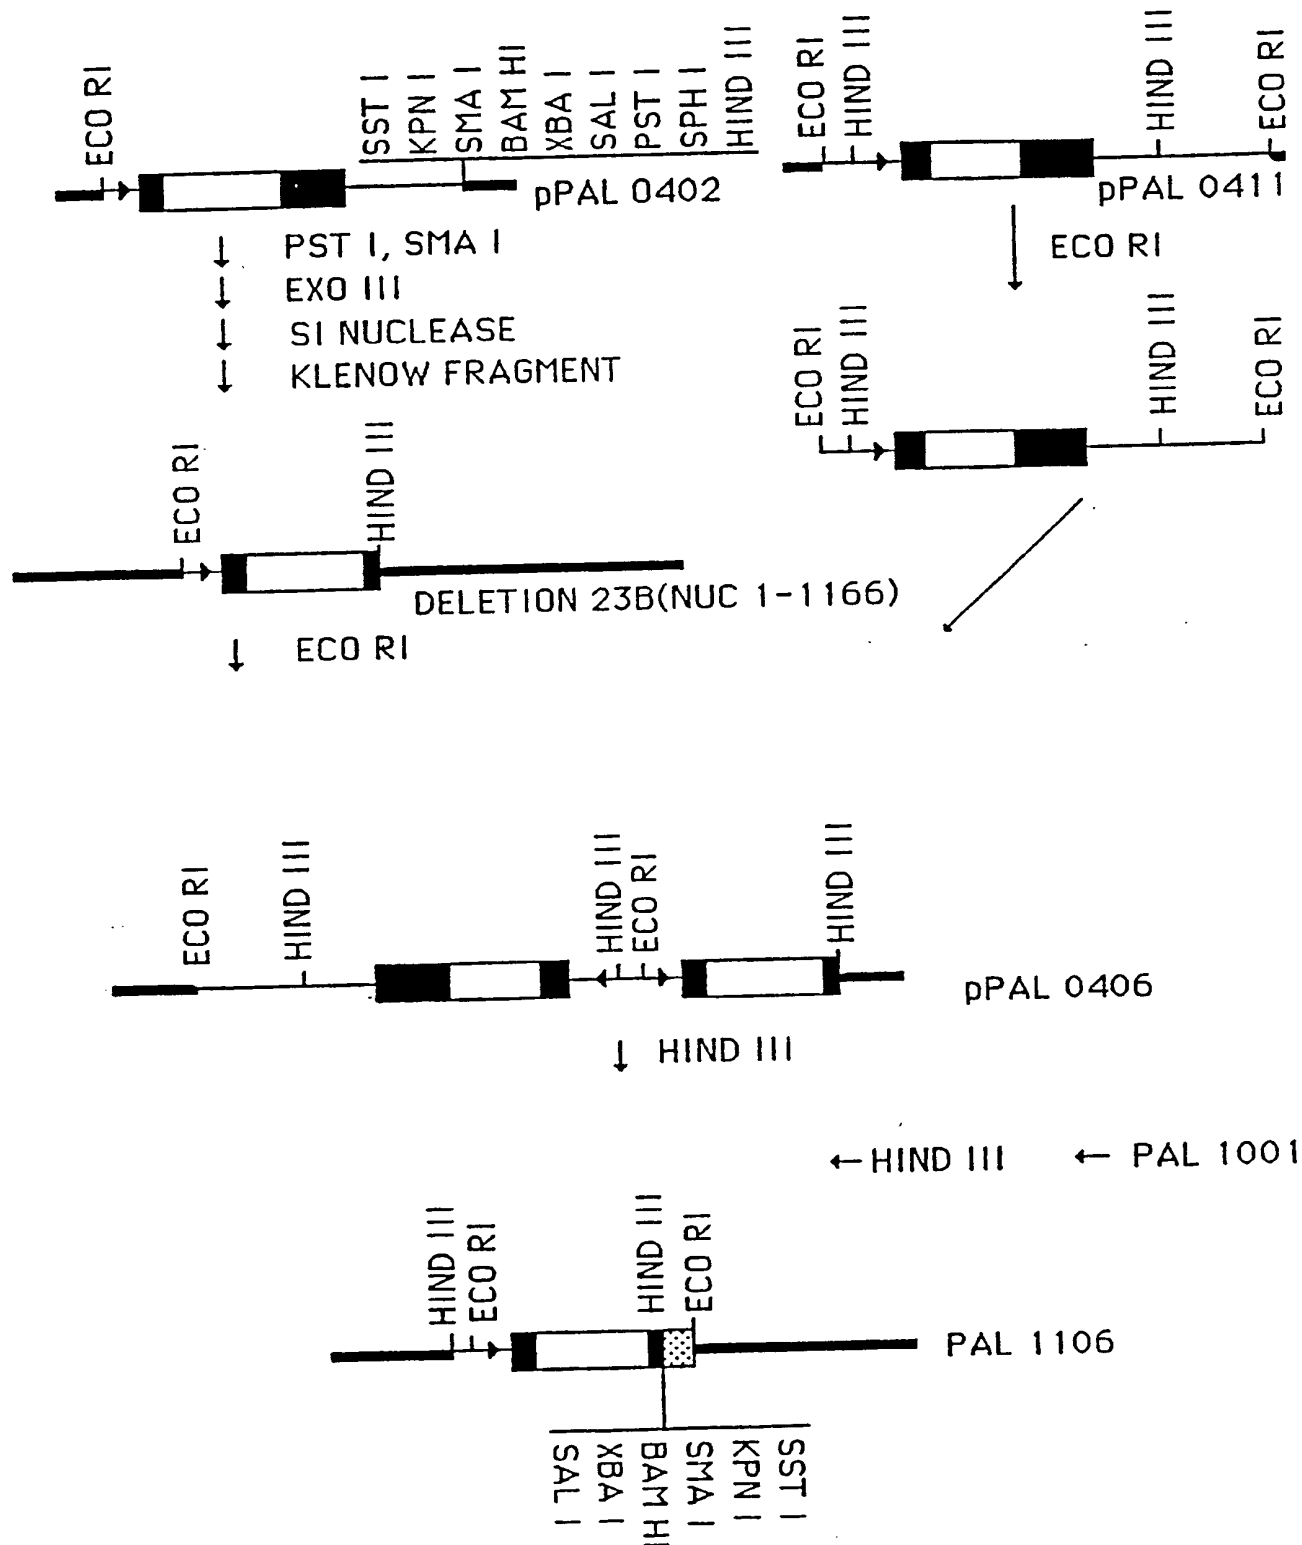 ECO RI
SST I
KPN I
SMA I
BAM HI
XBA I
SAL I
PST I
SPH I
HIND III
pPAL 0402
ECO RI
HIND III
HIND III
ECO RI
pPAL 0411
PST I, SMA I
EXO III
SI NUCLEASE
KLENOW FRAGMENT
ECO RI
ECO RI
HIND III
HIND III
ECO RI
ECO RI
HIND III
DELETION 23B(NUC 1-1166)
ECO RI
ECO RI
HIND III
HIND III
ECO RI
HIND III
pPAL 0406
HIND III
HIND III
PAL 1001
HIND III
ECO RI
HIND III
ECO RI
PAL 1106
SAL I
XBA I
BAM HI
SMA I
KPN I
SST I